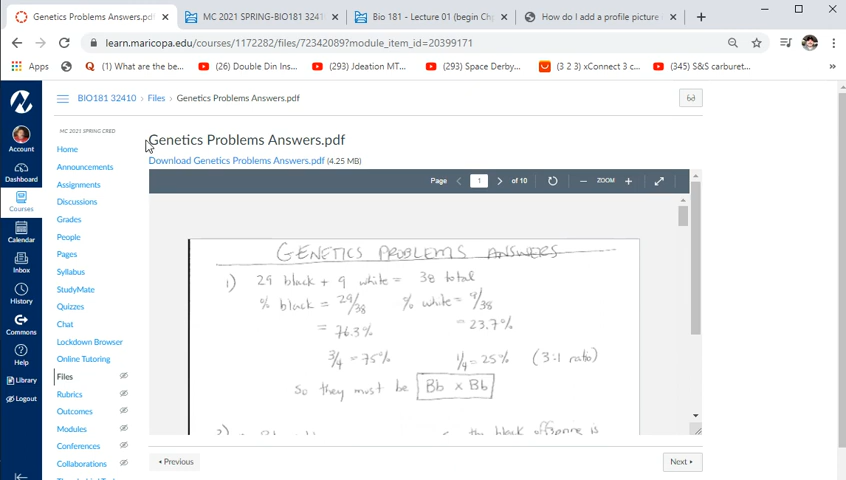 Genetics Problems Answers.pdf
MC 2021 SPRING-BIO181 3241
Bio 181 - Lecture 01 (begin Chp
How do I add a profile picture
learn.maricopa.edu/courses/1172282/files/72342089?module_item_id=20399171
Apps
(1) What are the be...
(26) Double Din Ins...
(293) Jdeation MT...
(293) Space Derby...
(3 2 3) xConnect 3 c...
(345) S&S carburet...
BIO181 32410 > Files > Genetics Problems Answers.pdf
Account
Dashboard
Courses
Calendar
Inbox
History
Commons
Help
Library
Logout
MC 2021 SPRING CRED
Home
Announcements
Assignments
Discussions
Grades
People
Pages
Syllabus
StudyMate
Quizzes
Chat
Lockdown Browser
Online Tutoring
Files
Rubrics
Outcomes
Modules
Conferences
Collaborations
Genetics Problems Answers.pdf
Download Genetics Problems Answers.pdf (4.25 MB)
Page 1 of 10 ZOOM
GENETICS PROBLEMS ANSWERS
1) 29 black + 9 white = 38 total
% black = 29/38 % white = 9/38
= 76.3% = 23.7%
3/4 = 75% 1/4 = 25% (3:1 ratio)
so they must be Bb x Bb
the black offspring is
Previous
Next